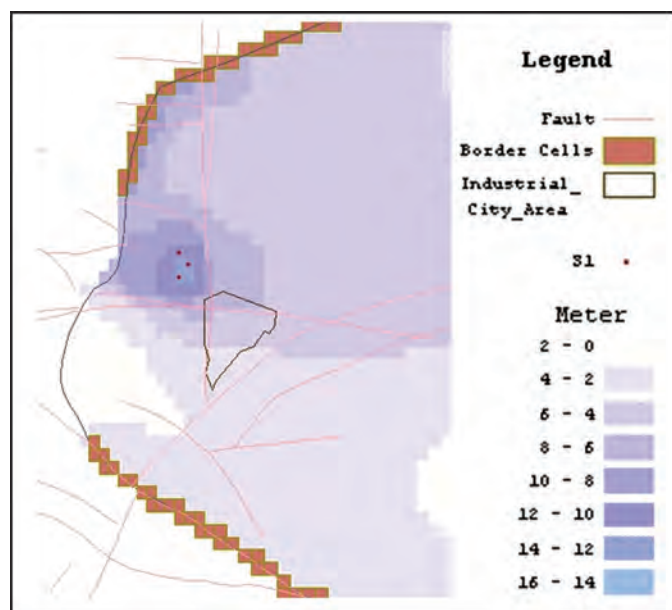 Legend
Fault
Border Cells
Industrial_
City_Area
S1
Meter
2 - 0
4 - 2
6 - 4
8 - 6
10 - 8
12 - 10
14 - 12
16 - 14